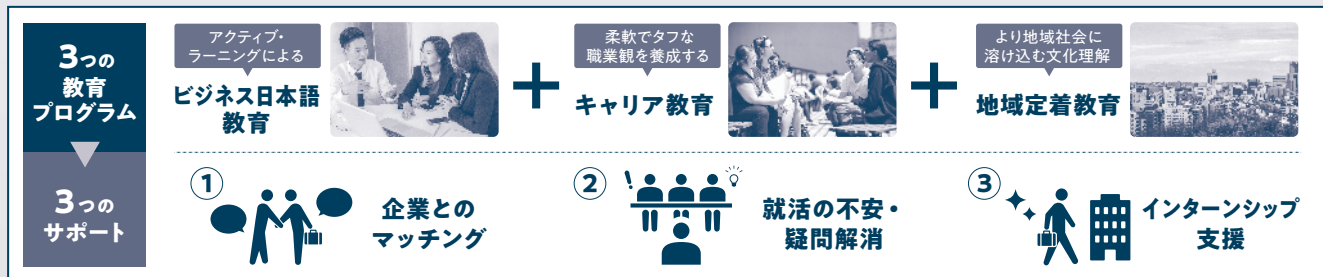 3つの
教育
プログラム
アクティブ・
ラーニングによる
ビジネス日本語
教育
+
柔軟でタフな
職業観を養成する
キャリア教育
+
より地域社会に
溶け込む文化理解
地域定着教育
3つの
サポート
①
企業との
マッチング
②
就活の不安・
疑問解消
③
インターンシップ
支援